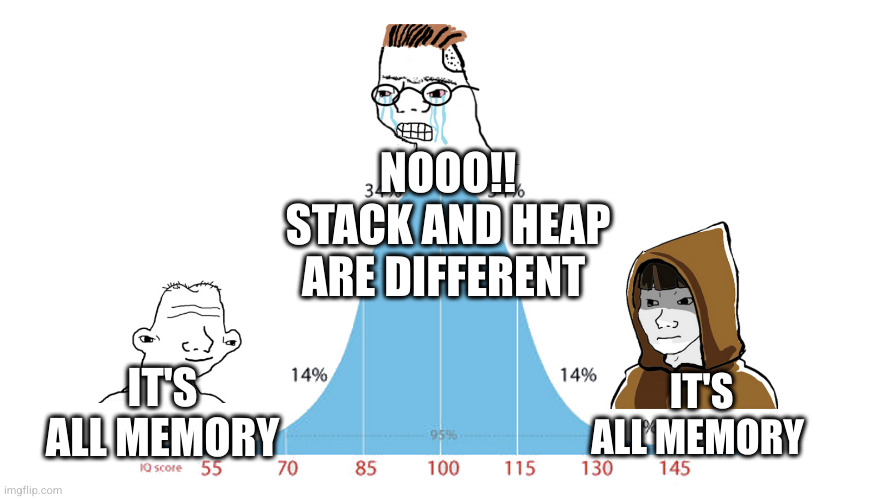 NOOO!!
STACK AND HEAP
ARE DIFFERENT
14%
14%
IT'S
ALL MEMORY
IT'S
ALL MEMORY
95%
IQ score 55 70 85 100 115 130 145
imgflip.com